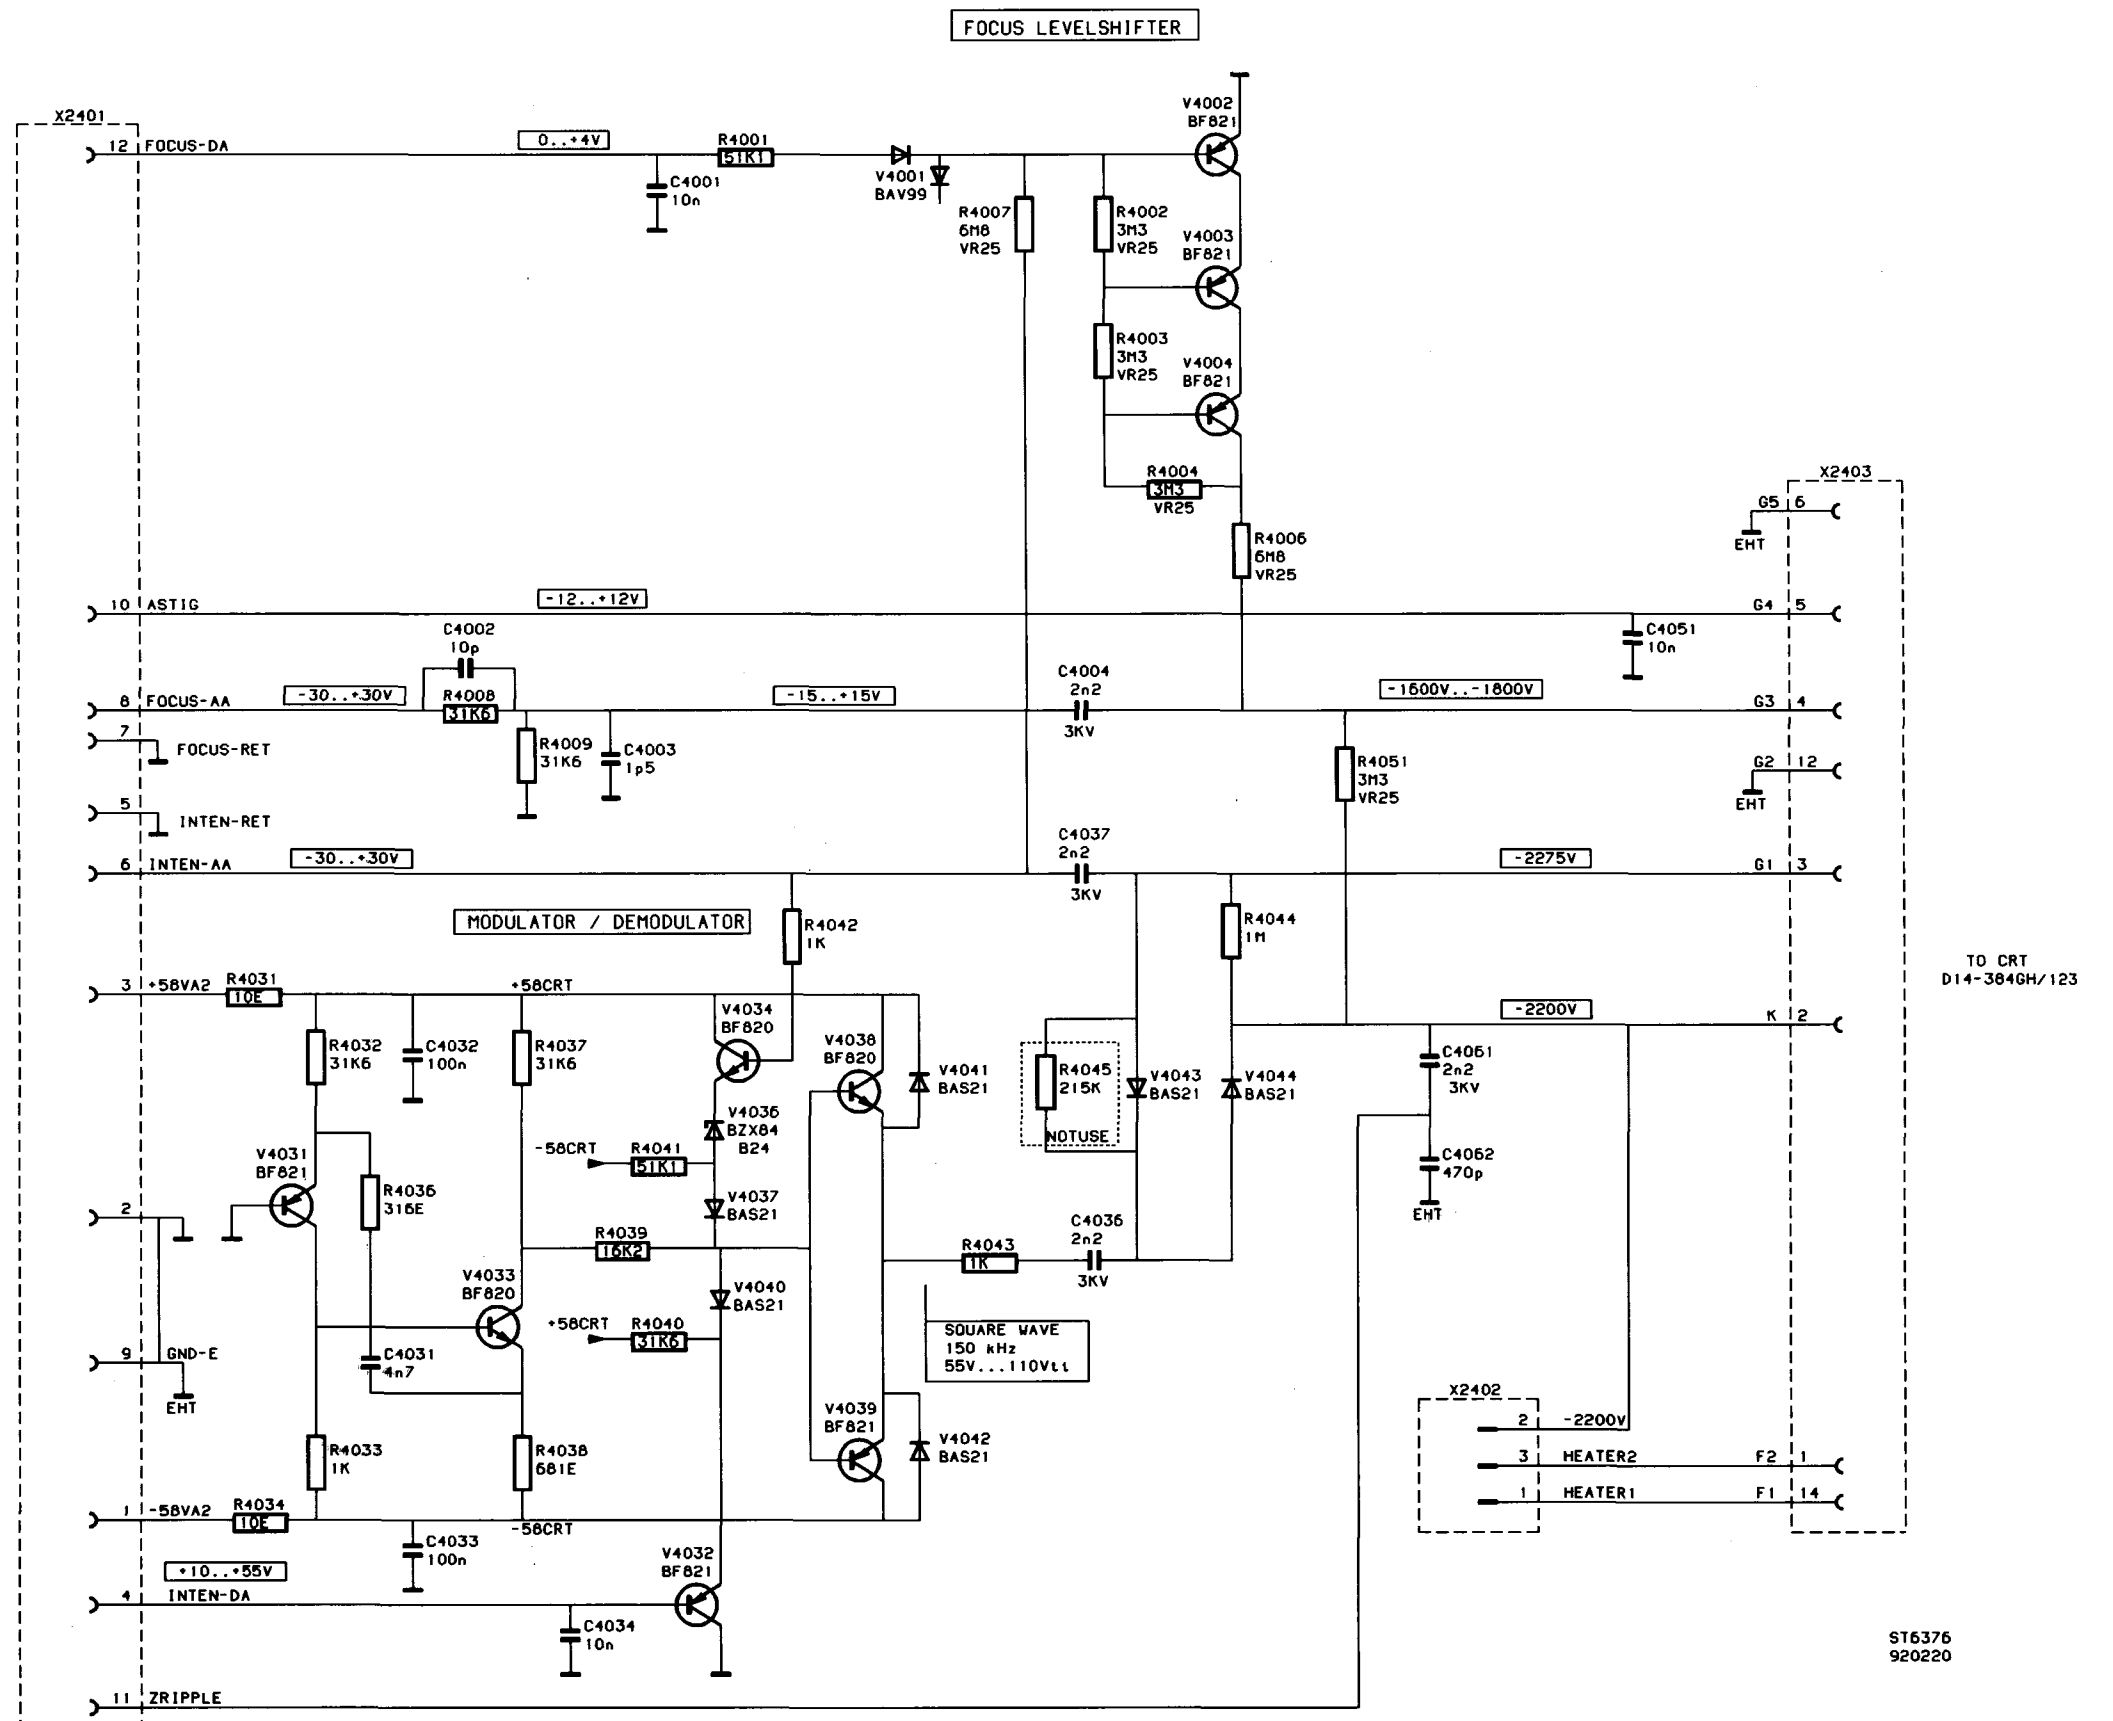 FOCUS LEVELSHIFTER
X2401
12 FOCUS-DA
0..+4V
R4001
51K1
C4001
10n
V4001
BAV99
V4002
BF821
R4007
6M8
VR25
R4002
3M3
VR25
V4003
BF821
R4003
3M3
VR25
V4004
BF821
R4004
3M3
VR25
R4006
6M8
VR25
X2403
G5 6
EHT
10 ASTIG
-12..+12V
G4 5
C4051
10n
C4002
10p
8 FOCUS-AA
-30..+30V
R4008
31K6
-15..+15V
C4004
2n2
3KV
-1600V..-1800V
G3 4
7
FOCUS-RET
R4009
31K6
C4003
1p5
R4051
3M3
VR25
G2 12
EHT
5
INTEN-RET
6 INTEN-AA
-30..+30V
C4037
2n2
3KV
-2275V
G1 3
MODULATOR / DEMODULATOR
R4042
1K
R4044
1M
TO CRT
D14-384GH/123
3 +58VA2
R4031
10E
+58CRT
V4034
BF820
-2200V
K 2
R4032
31K6
C4032
100n
R4037
31K6
V4038
BF820
V4041
BAS21
R4045
215K
NOTUSE
V4043
BAS21
V4044
BAS21
C4061
2n2
3KV
V4036
BZX84
B24
-58CRT
R4041
51K1
V4031
BF821
R4036
316E
V4037
BAS21
C4062
470p
EHT
2
R4039
16K2
R4043
1K
C4036
2n2
3KV
V4033
BF820
V4040
BAS21
+58CRT
R4040
31K6
SQUARE WAVE
150 kHz
55V...110Vtt
9 GND-E
EHT
C4031
4n7
V4039
BF821
V4042
BAS21
X2402
2 -2200V
3 HEATER2
F2 1
1 HEATER1
F1 14
R4033
1K
R4038
681E
1 -58VA2
R4034
10E
-58CRT
C4033
100n
V4032
BF821
+10..+55V
4 INTEN-DA
C4034
10n
ST6376
920220
11 ZRIPPLE